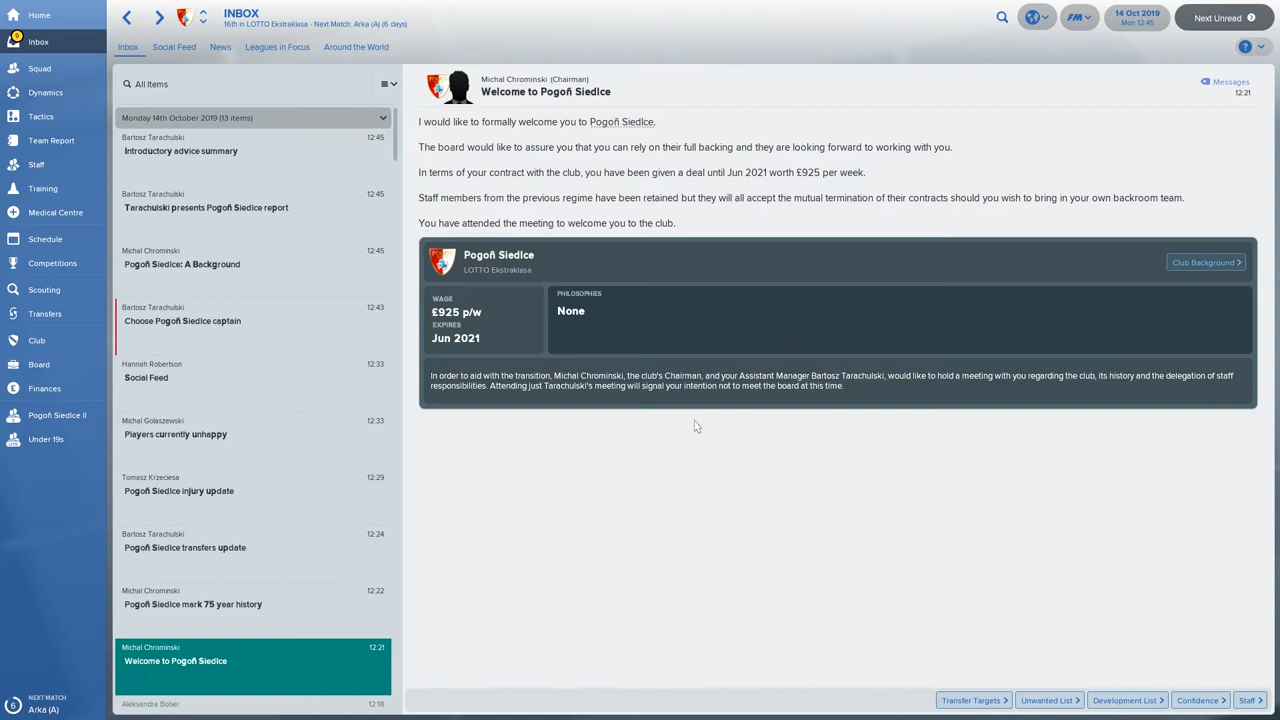 Home
9
Inbox
Squad
Dynamics
Tactics
Team Report
Staff
Training
Medical Centre
Schedule
Competitions
Scouting
Transfers
Club
Board
Finances
Pogoñ Siedlce II
Under 19s
6
NEXT MATCH
Arka (A)
INBOX
16th in LOTTO Ekstraklasa - Next Match: Arka (A) (6 days)
FM
14 Oct 2019
Mon 12:45
Next Unread
Inbox
Social Feed
News
Leagues in Focus
Around the World
?
All Items
Monday 14th October 2019 (13 items)
Bartosz Tarachulski 12:45
Introductory advice summary
Bartosz Tarachulski 12:45
Tarachulski presents Pogoñ Siedlce report
Michal Chrominski 12:45
Pogoñ Siedlce: A Background
Bartosz Tarachulski 12:43
Choose Pogoñ Siedlce captain
Hannah Robertson 12:33
Social Feed
Michal Golaszewski 12:33
Players currently unhappy
Tomasz Krzeciesa 12:29
Pogoñ Siedlce injury update
Bartosz Tarachulski 12:24
Pogoñ Siedlce transfers update
Michal Chrominski 12:22
Pogoñ Siedlce mark 75 year history
Michal Chrominski 12:21
Welcome to Pogoñ Siedlce
Aleksandra Bober 12:18
Michal Chrominski (Chairman)
Welcome to Pogoñ Siedlce
Messages
12:21
I would like to formally welcome you to Pogoñ Siedlce.
The board would like to assure you that you can rely on their full backing and they are looking forward to working with you.
In terms of your contract with the club, you have been given a deal until Jun 2021 worth £925 per week.
Staff members from the previous regime have been retained but they will all accept the mutual termination of their contracts should you wish to bring in your own backroom team.
You have attended the meeting to welcome you to the club.
Pogoñ Siedlce
LOTTO Ekstraklasa
Club Background
WAGE
£925 p/w
EXPIRES
Jun 2021
PHILOSOPHIES
None
In order to aid with the transition, Michal Chrominski, the club's Chairman, and your Assistant Manager Bartosz Tarachulski, would like to hold a meeting with you regarding the club, its history and the delegation of staff
responsibilities. Attending just Tarachulski's meeting will signal your intention not to meet the board at this time.
Transfer Targets
Unwanted List
Development List
Confidence
Staff